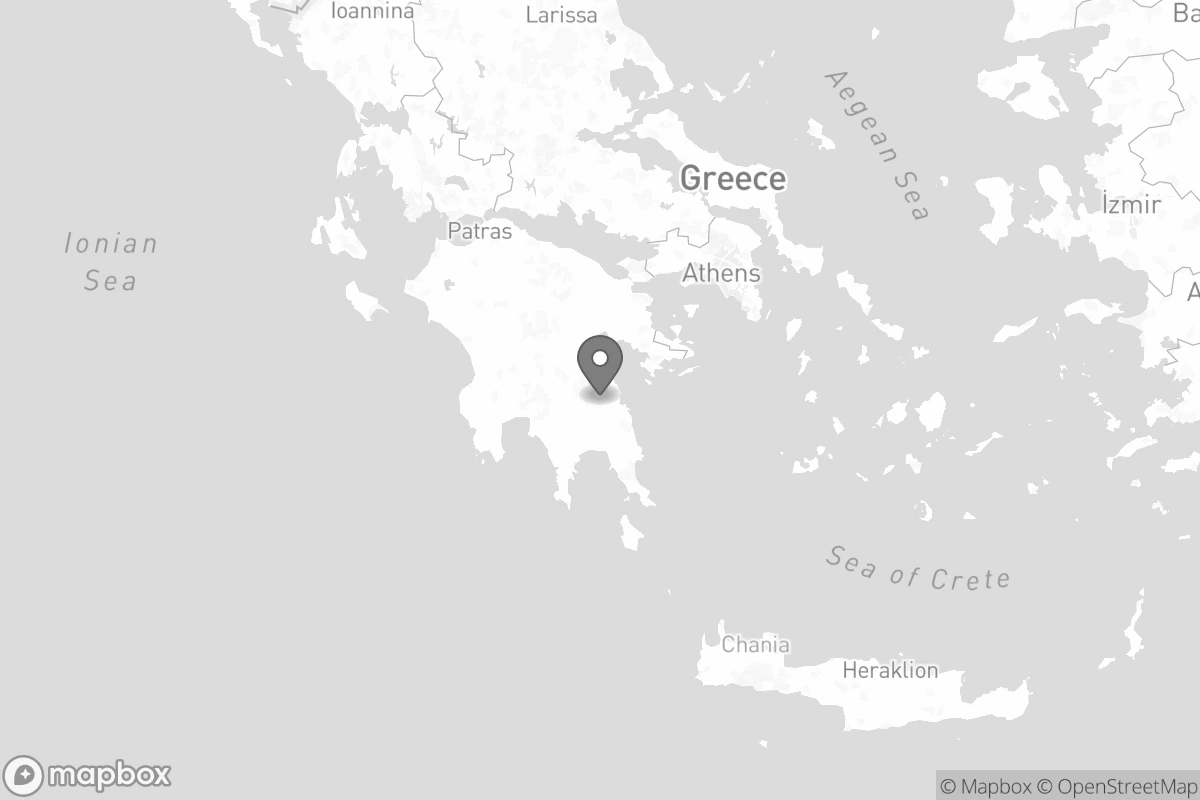 Ioannina
Larissa
Ba
Aegean Sea
Greece
İzmir
Patras
Ionian
Sea
Athens
A
Sea of Crete
Chania
Heraklion
mapbox
© Mapbox © OpenStreetMap